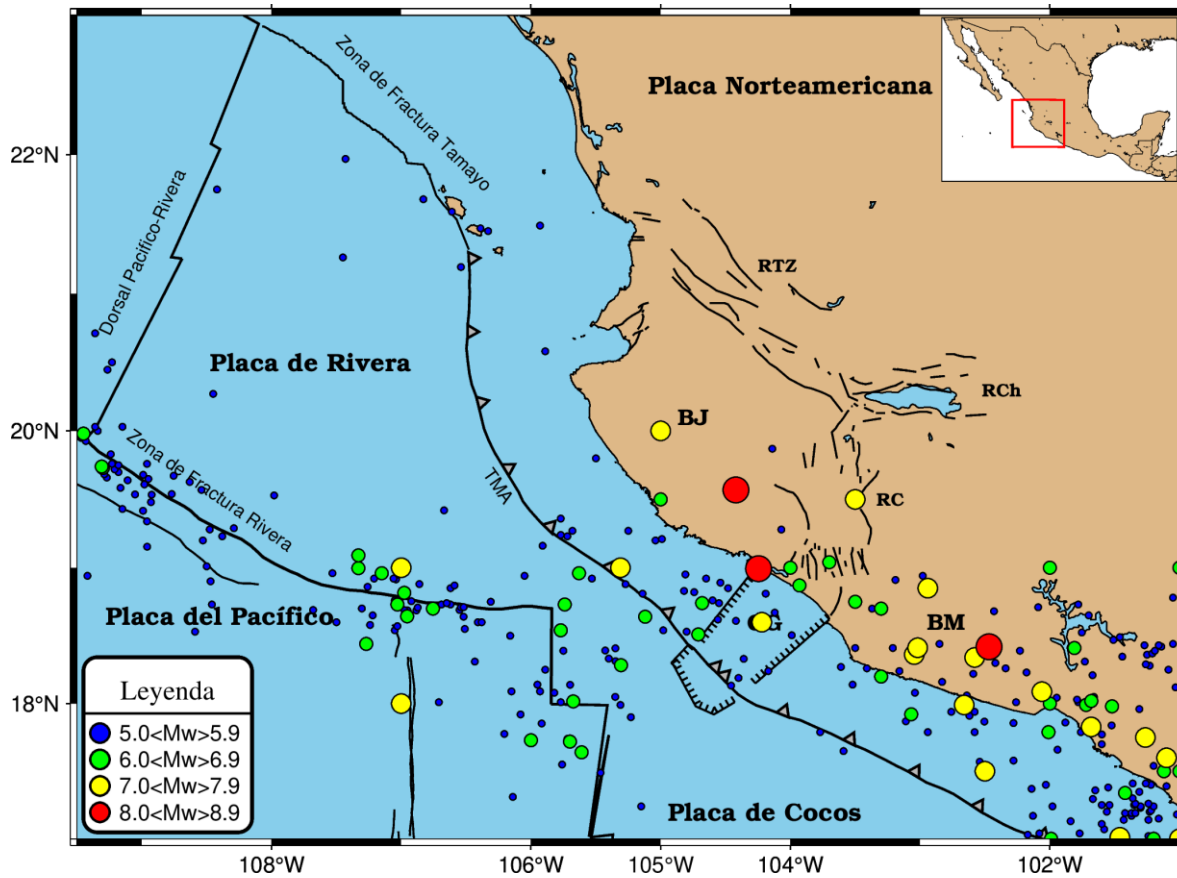 Zona de Fractura Tamayo
Placa Norteamericana
22°N
Dorsal Pacifico-Rivera
RTZ
Placa de Rivera
RCh
BJ
20°N
Zona de Fractura Rivera
TMA
RC
Placa del Pacífico
BM
Leyenda
5.0<Mw>5.9
18°N
6.0<Mw>6.9
7.0<Mw>7.9
Placa de Cocos
8.0<Mw>8.9
108°W
106°W
105°W
104°W
102°W